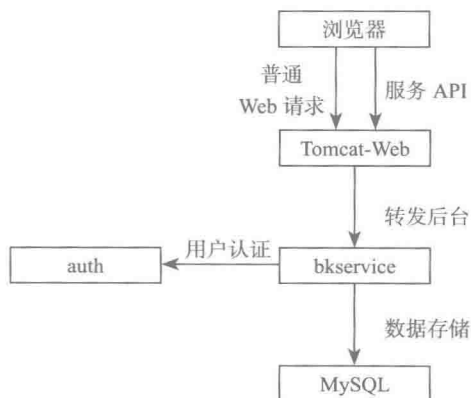 浏览器
普通
Web 请求
服务 API
Tomcat-Web
转发后台
用户认证
auth
bkservice
数据存储
MySQL